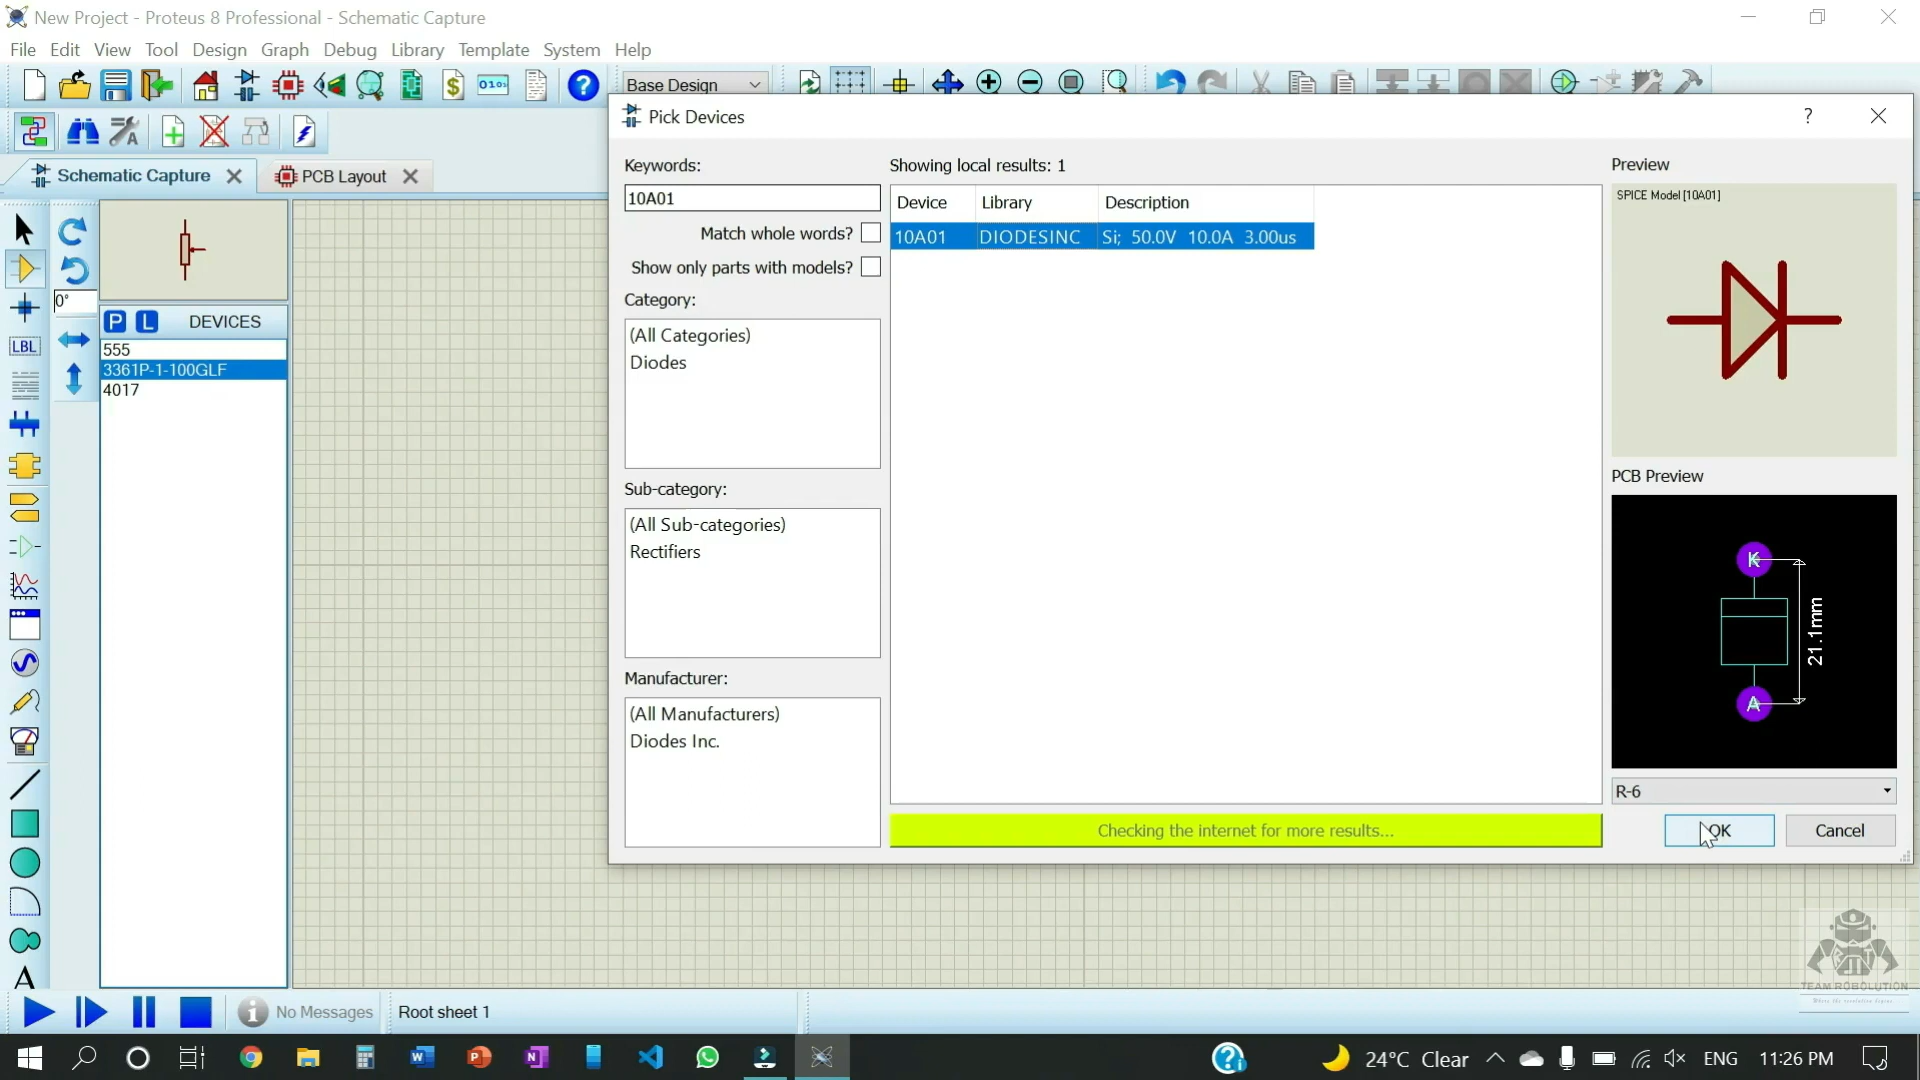 New Project - Proteus 8 Professional - Schematic Capture
File Edit View Tool Design Graph Debug Library Template System Help
Base Design
Schematic Capture
PCB Layout
0°
P L DEVICES
555
3361P-1-100GLF
4017
LBL
A
Pick Devices
?
Keywords:
10A01
Match whole words?
Show only parts with models?
Category:
(All Categories)
Diodes
Sub-category:
(All Sub-categories)
Rectifiers
Manufacturer:
(All Manufacturers)
Diodes Inc.
Showing local results: 1
Device Library Description
10A01 DIODESINC Si; 50.0V 10.0A 3.00us
Checking the internet for more results...
Preview
SPICE Model [10A01]
PCB Preview
K
21.1mm
A
R-6
OK
Cancel
TEAM ROBOLUTION
No Messages
Root sheet 1
24°C Clear
ENG
11:26 PM